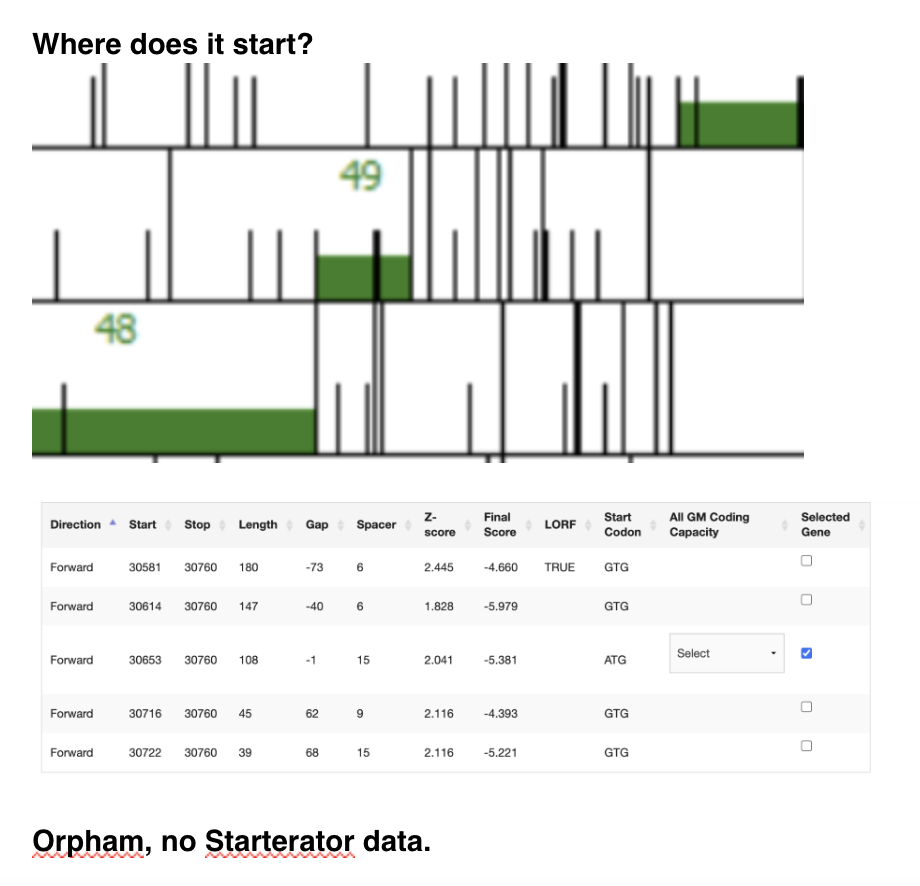 Where does it start?
49
48
Direction Start Stop Length Gap Spacer Z-score Final Score LORF Start Codon All GM Coding Capacity Selected Gene
Forward 30581 30760 180 -73 6 2.445 -4.660 TRUE GTG
Forward 30614 30760 147 -40 6 1.828 -5.979 GTG
Forward 30653 30760 108 -1 15 2.041 -5.381 ATG Select
Forward 30716 30760 45 62 9 2.116 -4.393 GTG
Forward 30722 30760 39 68 15 2.116 -5.221 GTG
Orpham, no Starterator data.